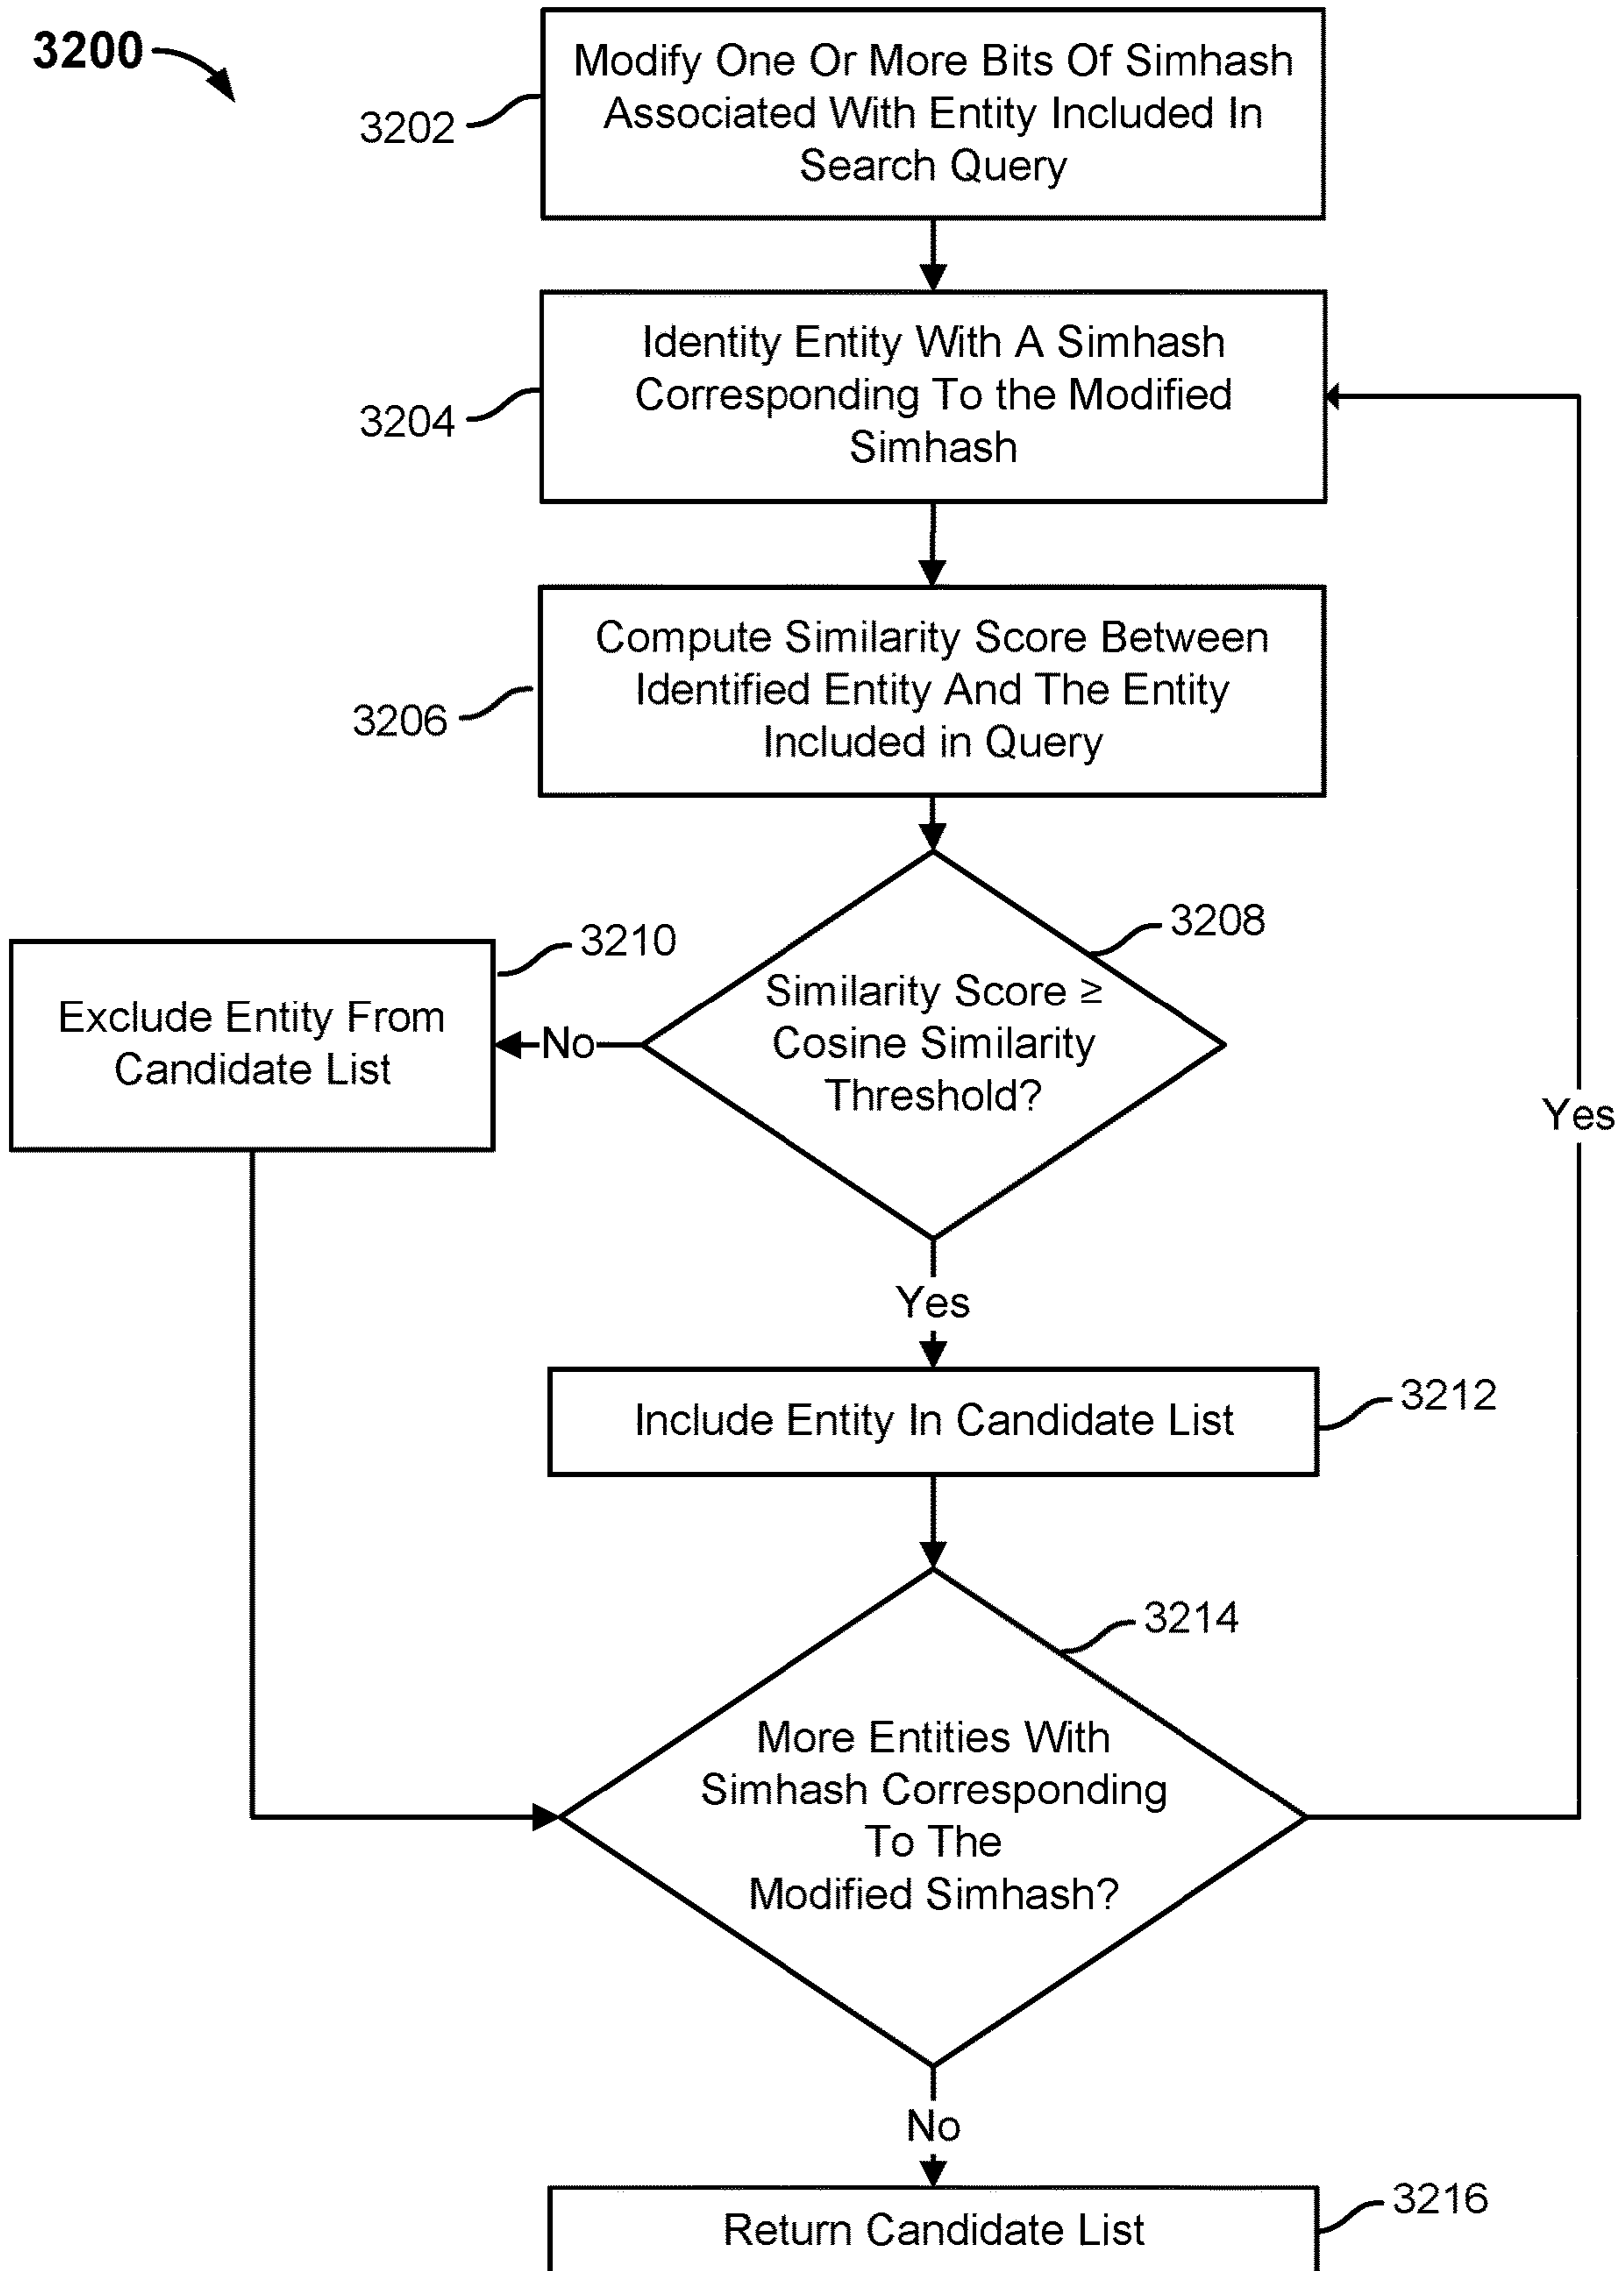 3200
Modify One Or More Bits Of Simhash
Associated With Entity Included In
Search Query
3202
Identity Entity With A Simhash
Corresponding To the Modified
Simhash
3204
Compute Similarity Score Between
Identified Entity And The Entity
Included in Query
3206
3208
Similarity Score ≥
Cosine Similarity
Threshold?
No
3210
Exclude Entity From
Candidate List
Yes
Yes
Include Entity In Candidate List
3212
3214
More Entities With
Simhash Corresponding
To The
Modified Simhash?
No
3216
Return Candidate List